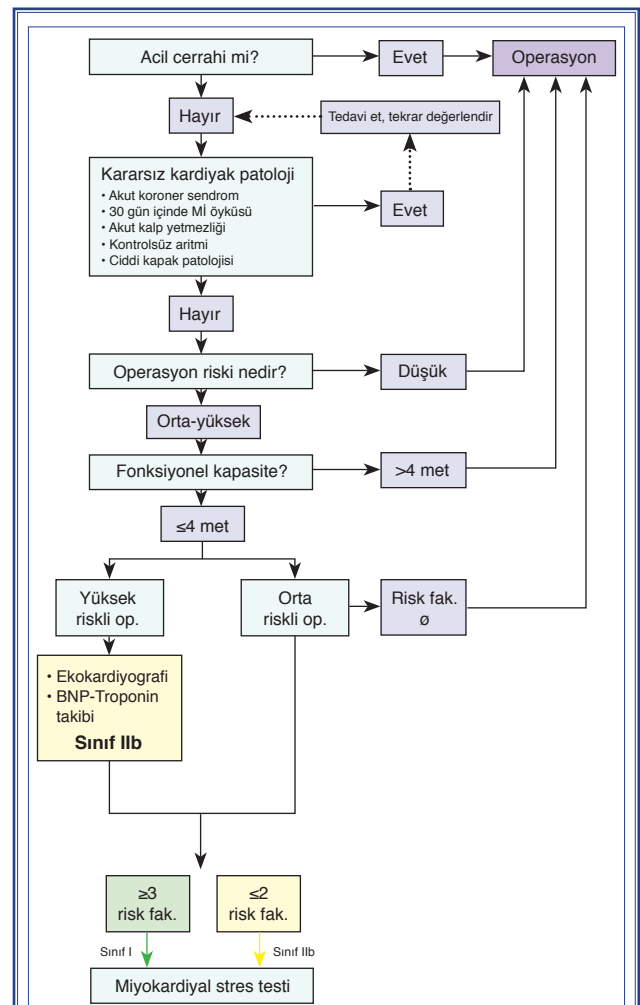 Acil cerrahi mi?
Evet
Operasyon
Hayır
Tedavi et, tekrar değerlendir
Kararsız kardiyak patoloji
• Akut koroner sendrom
• 30 gün içinde Mİ öyküsü
• Akut kalp yetmezliği
• Kontrolsüz aritmi
• Ciddi kapak patolojisi
Evet
Hayır
Operasyon riski nedir?
Düşük
Orta-yüksek
Fonksiyonel kapasite?
>4 met
≤4 met
Yüksek
riskli op.
Orta
riskli op.
Risk fak.
ø
• Ekokardiyografi
• BNP-Troponin
takibi
Sınıf IIb
≥3
risk fak.
≤2
risk fak.
Sınıf I
Sınıf IIb
Miyokardiyal stres testi